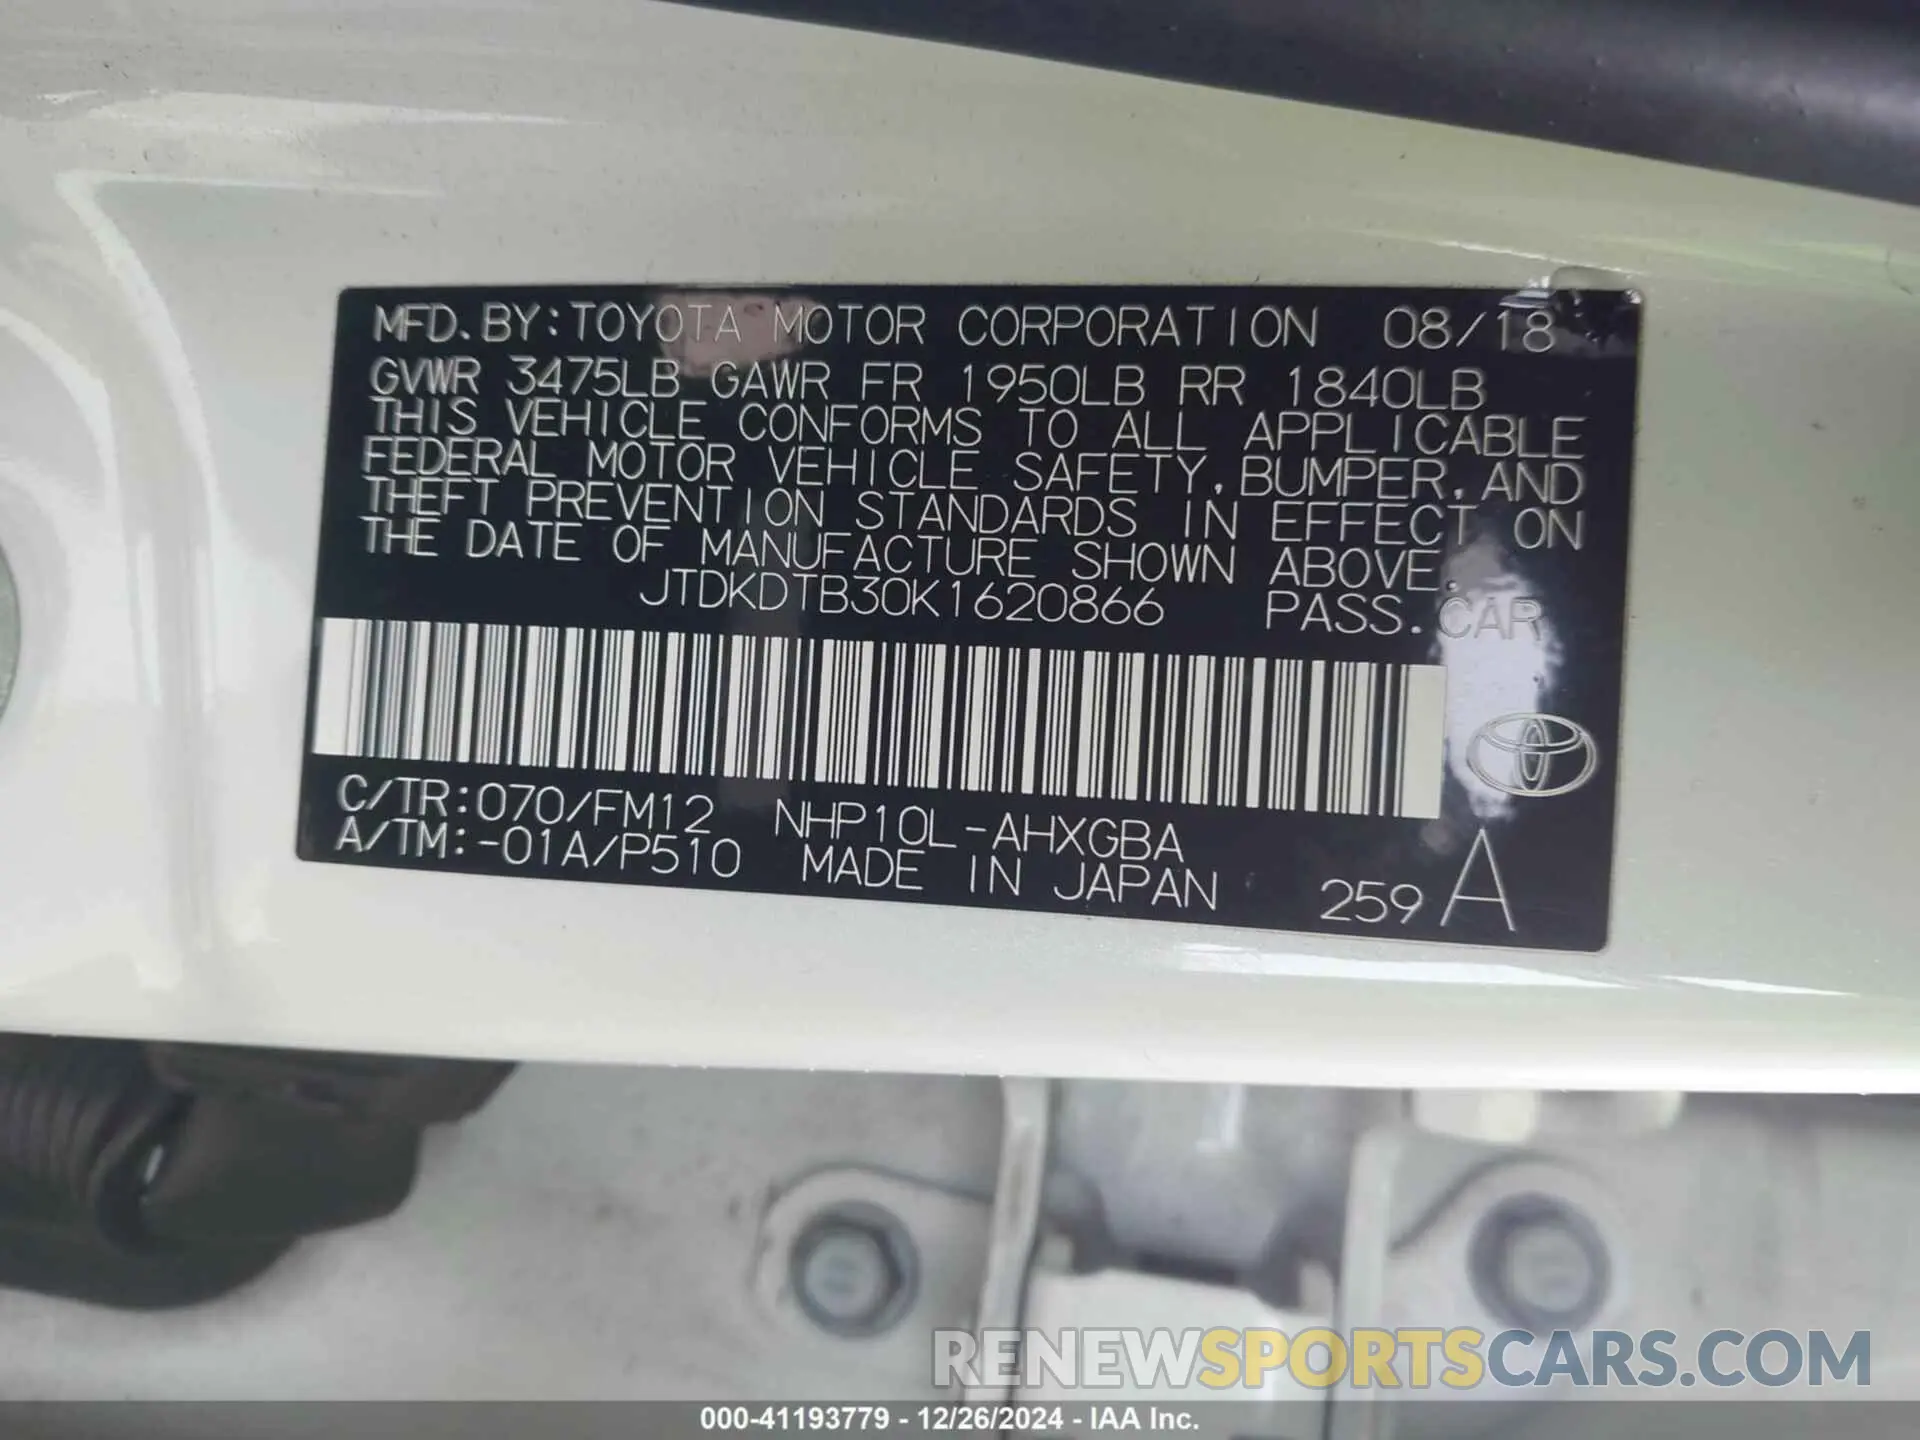 MFD. BY: TOYOTA MOTOR CORPORATION 08/18
GVWR 3475LB GAWR FR 1950LB RR 1840LB
THIS VEHICLE CONFORMS TO ALL APPLICABLE
FEDERAL MOTOR VEHICLE SAFETY, BUMPER, AND
THEFT PREVENTION STANDARDS IN EFFECT ON
THE DATE OF MANUFACTURE SHOWN ABOVE.
JTDKDTB30K1620866 PASS. CAR
C/TR: 070/FM12 NHP10L-AHXGBA
A/TM: -01A/P510 MADE IN JAPAN 259 A
RENEWSPORTSCARS.COM
000-41193779 - 12/26/2024 - IAA Inc.